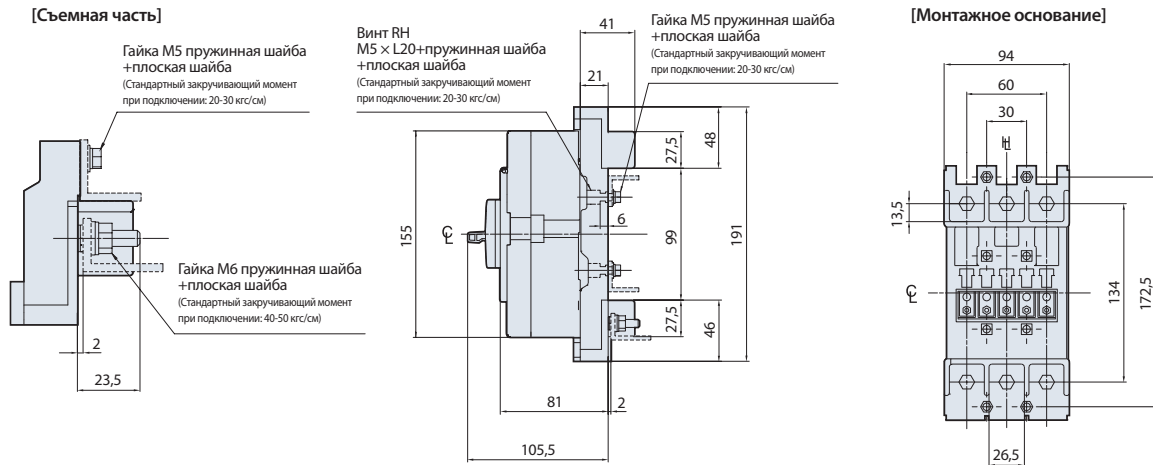 [Съемная часть]
Гайка M5 пружинная шайба
+плоская шайба
(Стандартный закручивающий момент
при подключении: 20-30 кгс/см)
Гайка M6 пружинная шайба
+плоская шайба
(Стандартный закручивающий момент
при подключении: 40-50 кгс/см)
2
23,5
Винт RH
M5 × L20+пружинная шайба
+плоская шайба
(Стандартный закручивающий момент
при подключении: 20-30 кгс/см)
Гайка M5 пружинная шайба
+плоская шайба
(Стандартный закручивающий момент
при подключении: 20-30 кгс/см)
41
21
27,5
48
155
CL
6
99
191
27,5
46
81
2
105,5
[Монтажное основание]
94
60
30
CL
13,5
CL
134
172,5
26,5